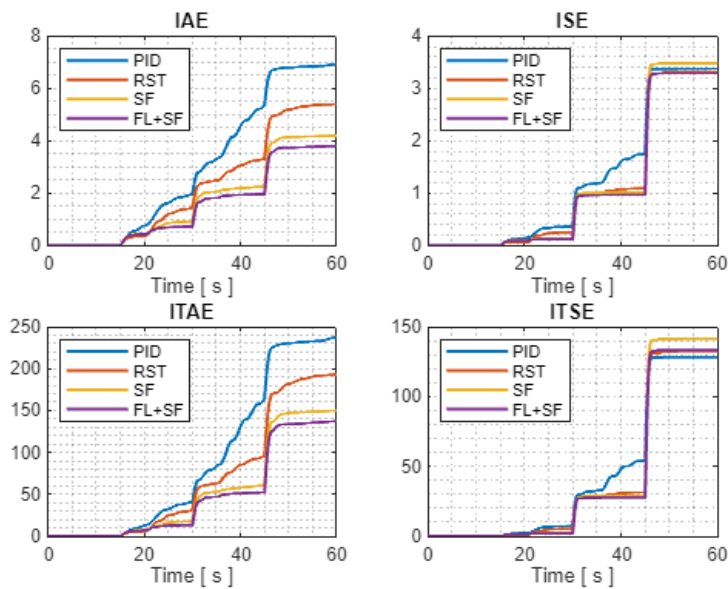 IAE
8
6
4
2
0
PID
RST
SF
FL+SF
0 20 40 60
Time [ s ]
ISE
4
3
2
1
0
PID
RST
SF
FL+SF
0 20 40 60
Time [ s ]
ITAE
250
200
150
100
50
0
PID
RST
SF
FL+SF
0 20 40 60
Time [ s ]
ITSE
150
100
50
0
PID
RST
SF
FL+SF
0 20 40 60
Time [ s ]